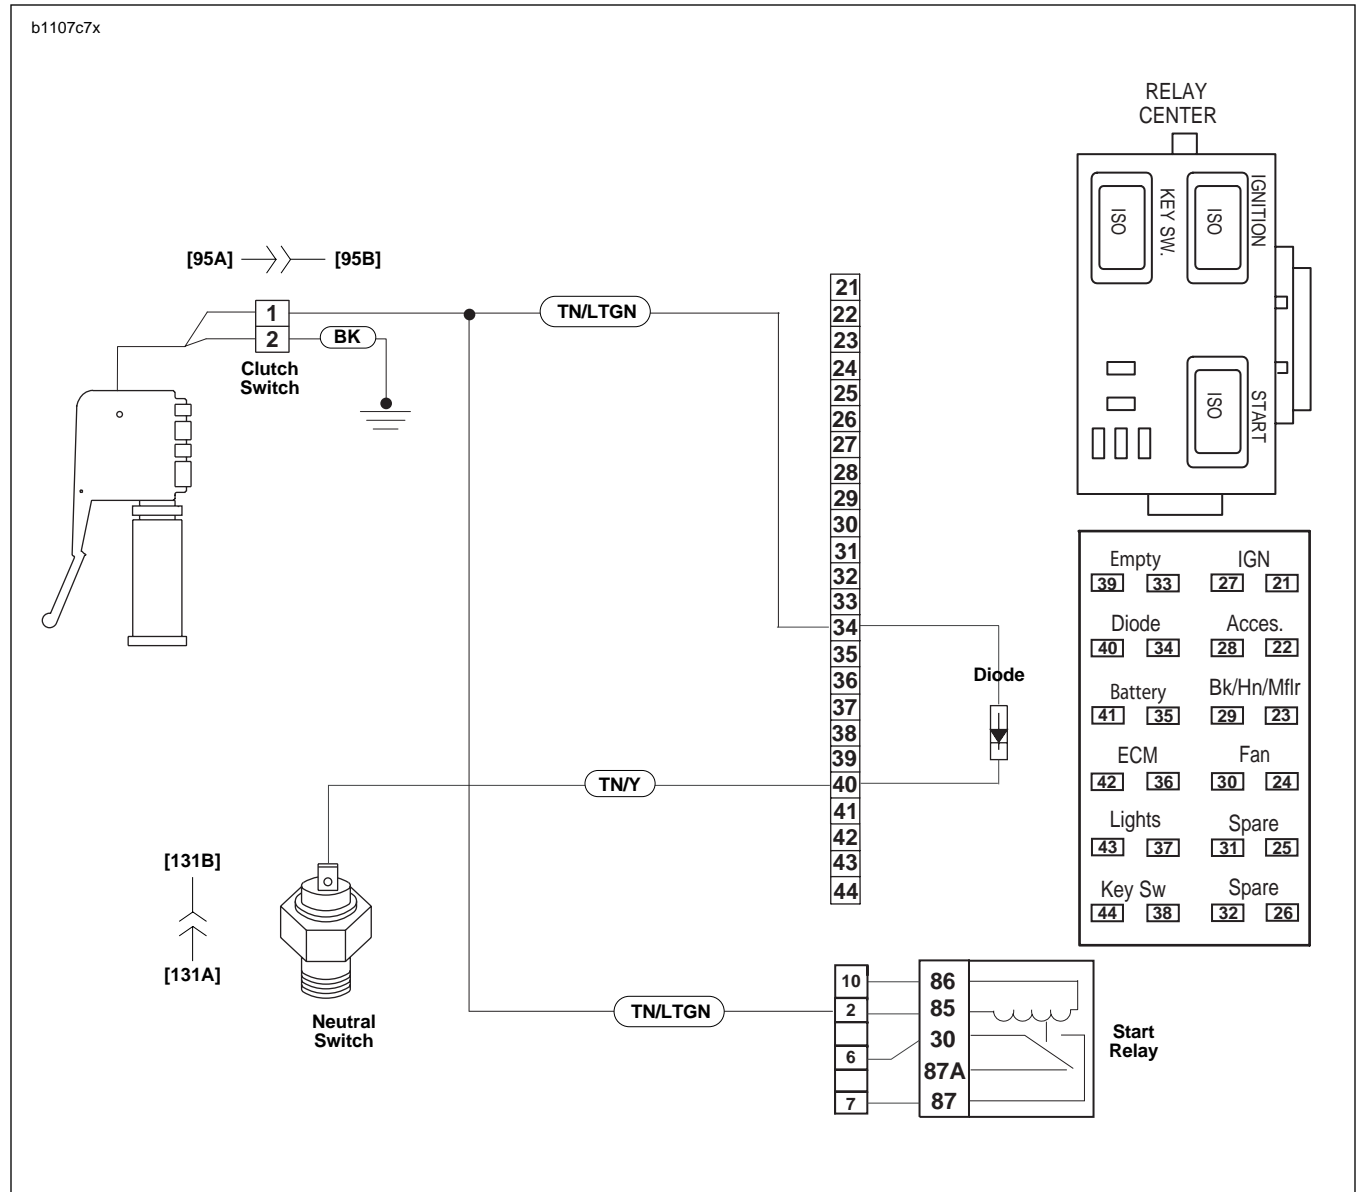 b1107c7x
RELAY
CENTER
KEY SW.
IGNITION
ISO
ISO
START
ISO
[95A]
[95B]
1
2
TN/LTGN
BK
Clutch
Switch
21
22
23
24
25
26
27
28
29
30
31
32
33
34
35
36
37
38
39
40
41
42
43
44
Diode
TN/Y
Empty
IGN
39 33 27 21
Diode
Acces.
40 34 28 22
Battery
Bk/Hn/Mflr
41 35 29 23
ECM
Fan
42 36 30 24
Lights
Spare
43 37 31 25
Key Sw
Spare
44 38 32 26
[131B]
[131A]
Neutral
Switch
TN/LTGN
10
2
6
7
86
85
30
87A
87
Start
Relay